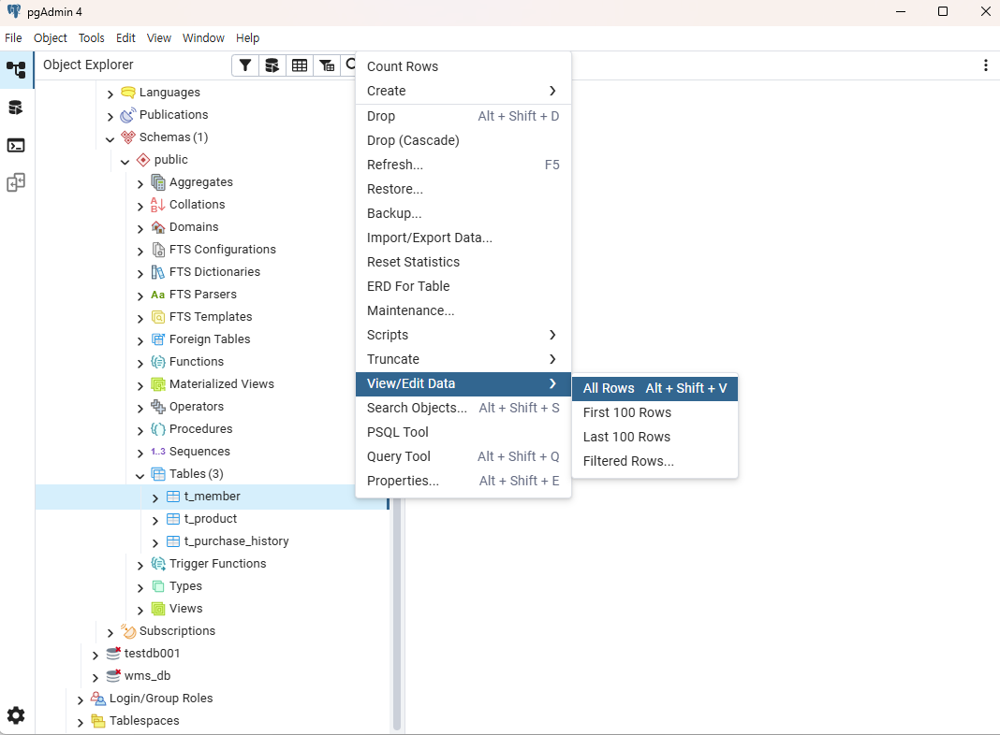 pgAdmin 4
File Object Tools Edit View Window Help
Object Explorer
Languages
Publications
Schemas (1)
public
Aggregates
Collations
Domains
FTS Configurations
FTS Dictionaries
Aa FTS Parsers
FTS Templates
Foreign Tables
Functions
Materialized Views
Operators
Procedures
1..3 Sequences
Tables (3)
t_member
t_product
t_purchase_history
Trigger Functions
Types
Views
Subscriptions
testdb001
wms_db
Login/Group Roles
Tablespaces
Count Rows
Create
Drop Alt + Shift + D
Drop (Cascade)
Refresh... F5
Restore...
Backup...
Import/Export Data...
Reset Statistics
ERD For Table
Maintenance...
Scripts
Truncate
View/Edit Data
Search Objects... Alt + Shift + S
PSQL Tool
Query Tool Alt + Shift + Q
Properties... Alt + Shift + E
All Rows Alt + Shift + V
First 100 Rows
Last 100 Rows
Filtered Rows...